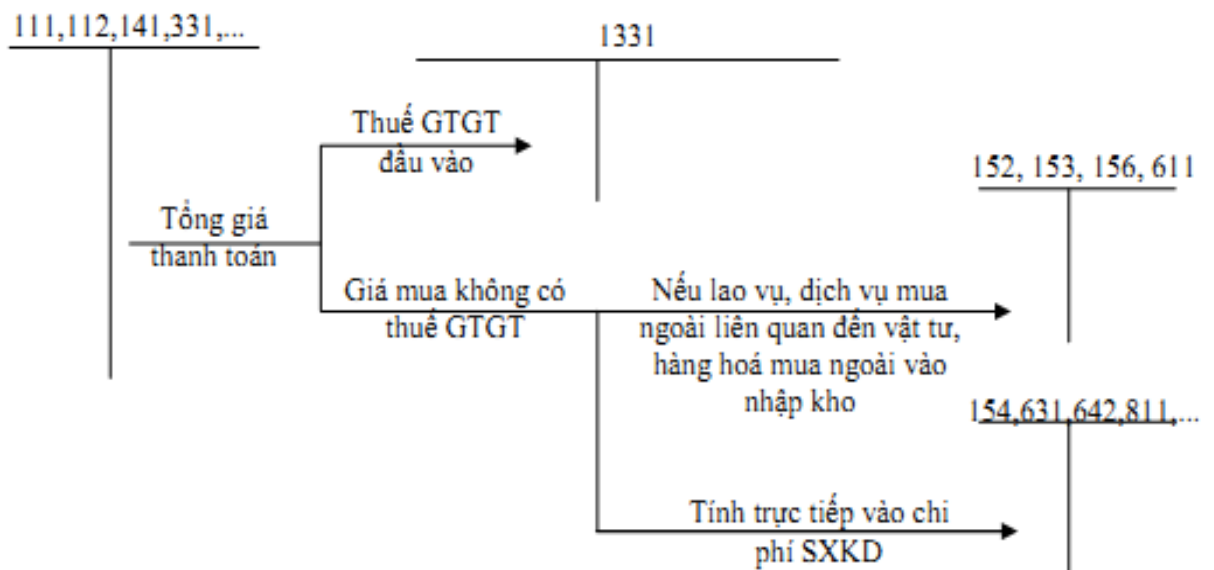 111,112,141,331,...
1331
Thuế GTGT
đầu vào
152, 153, 156, 611
Tổng giá
thanh toán
Giá mua không có
thuế GTGT
Nếu lao vụ, dịch vụ mua
ngoài liên quan đến vật tư,
hàng hoá mua ngoài vào
nhập kho
154,631,642,811,...
Tính trực tiếp vào chi
phí SXKD